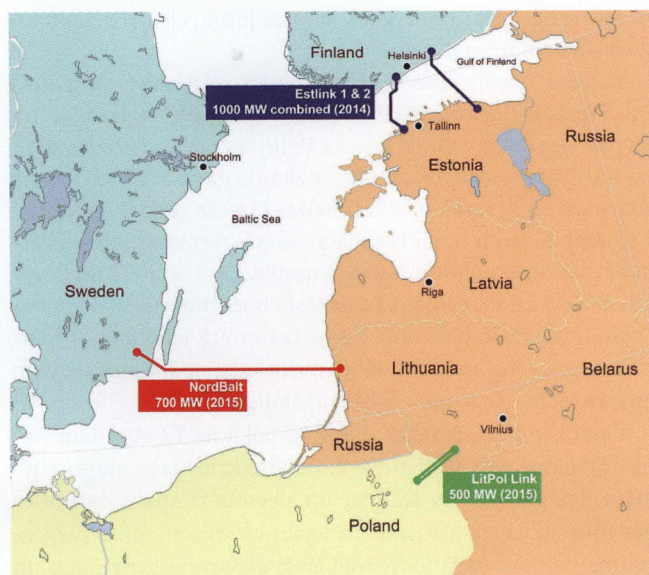 Finland
Helsinki
Gulf of Finland
Estlink 1 & 2
1000 MW combined (2014)
Tallinn
Russia
Stockholm
Estonia
Baltic Sea
Sweden
Riga
Latvia
Lithuania
Belarus
NordBalt
700 MW (2015)
Vilnius
Russia
LitPol Link
500 MW (2015)
Poland